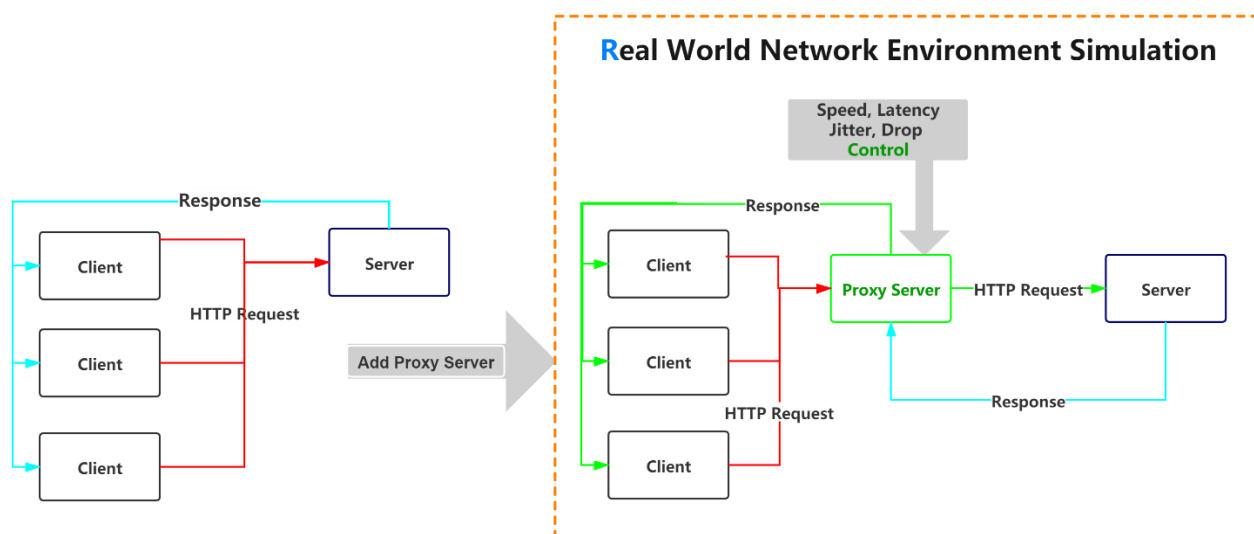 Real World Network Environment Simulation
Speed, Latency
Jitter, Drop
Control
Response
Client
Server
HTTP Request
Client
Client
Add Proxy Server
Response
Client
Proxy Server
HTTP Request
Server
Client
Response
HTTP Request
Client